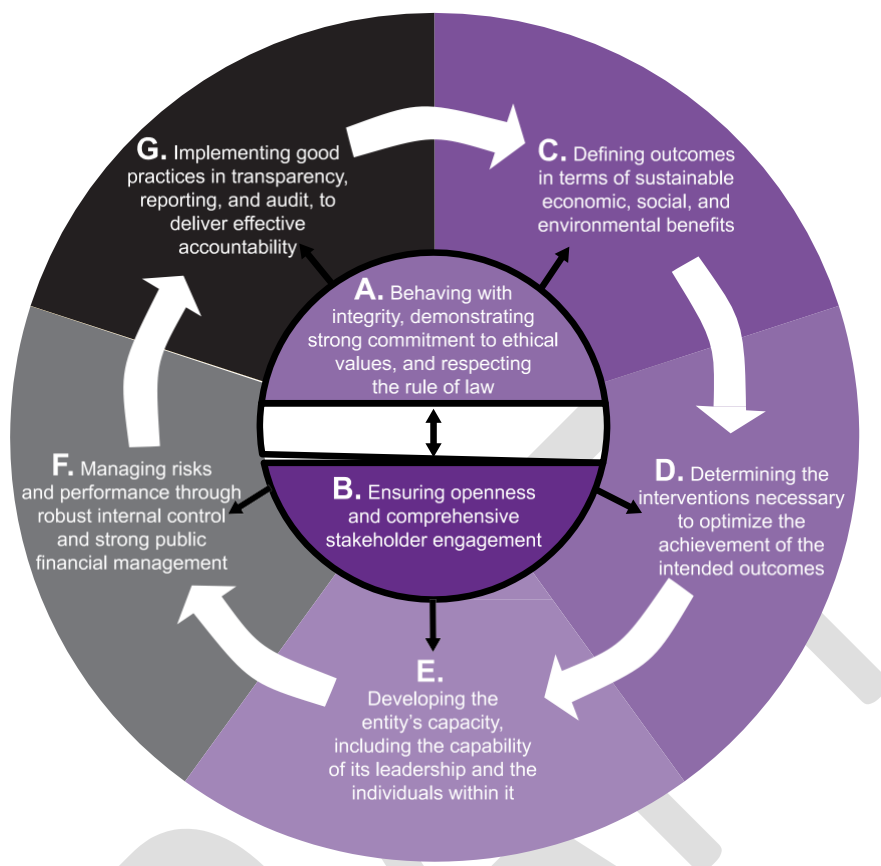 G. Implementing good
practices in transparency,
reporting, and audit, to
deliver effective
accountability
C. Defining outcomes
in terms of sustainable
economic, social, and
environmental benefits
A. Behaving with
integrity, demonstrating
strong commitment to ethical
values, and respecting
the rule of law
B. Ensuring openness
and comprehensive
stakeholder engagement
F. Managing risks
and performance through
robust internal control
and strong public
financial management
D. Determining the
interventions necessary
to optimize the
achievement of the
intended outcomes
E.
Developing the
entity's capacity,
including the capability
of its leadership and the
individuals within it